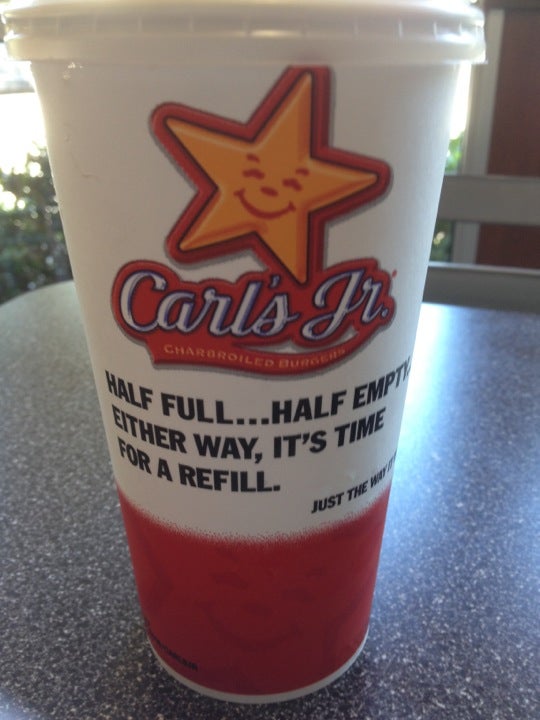 Carl's Jr.®
CHARBROILED BURGERS
HALF FULL...HALF EMPTY.
EITHER WAY, IT'S TIME
FOR A REFILL.
JUST THE WAY